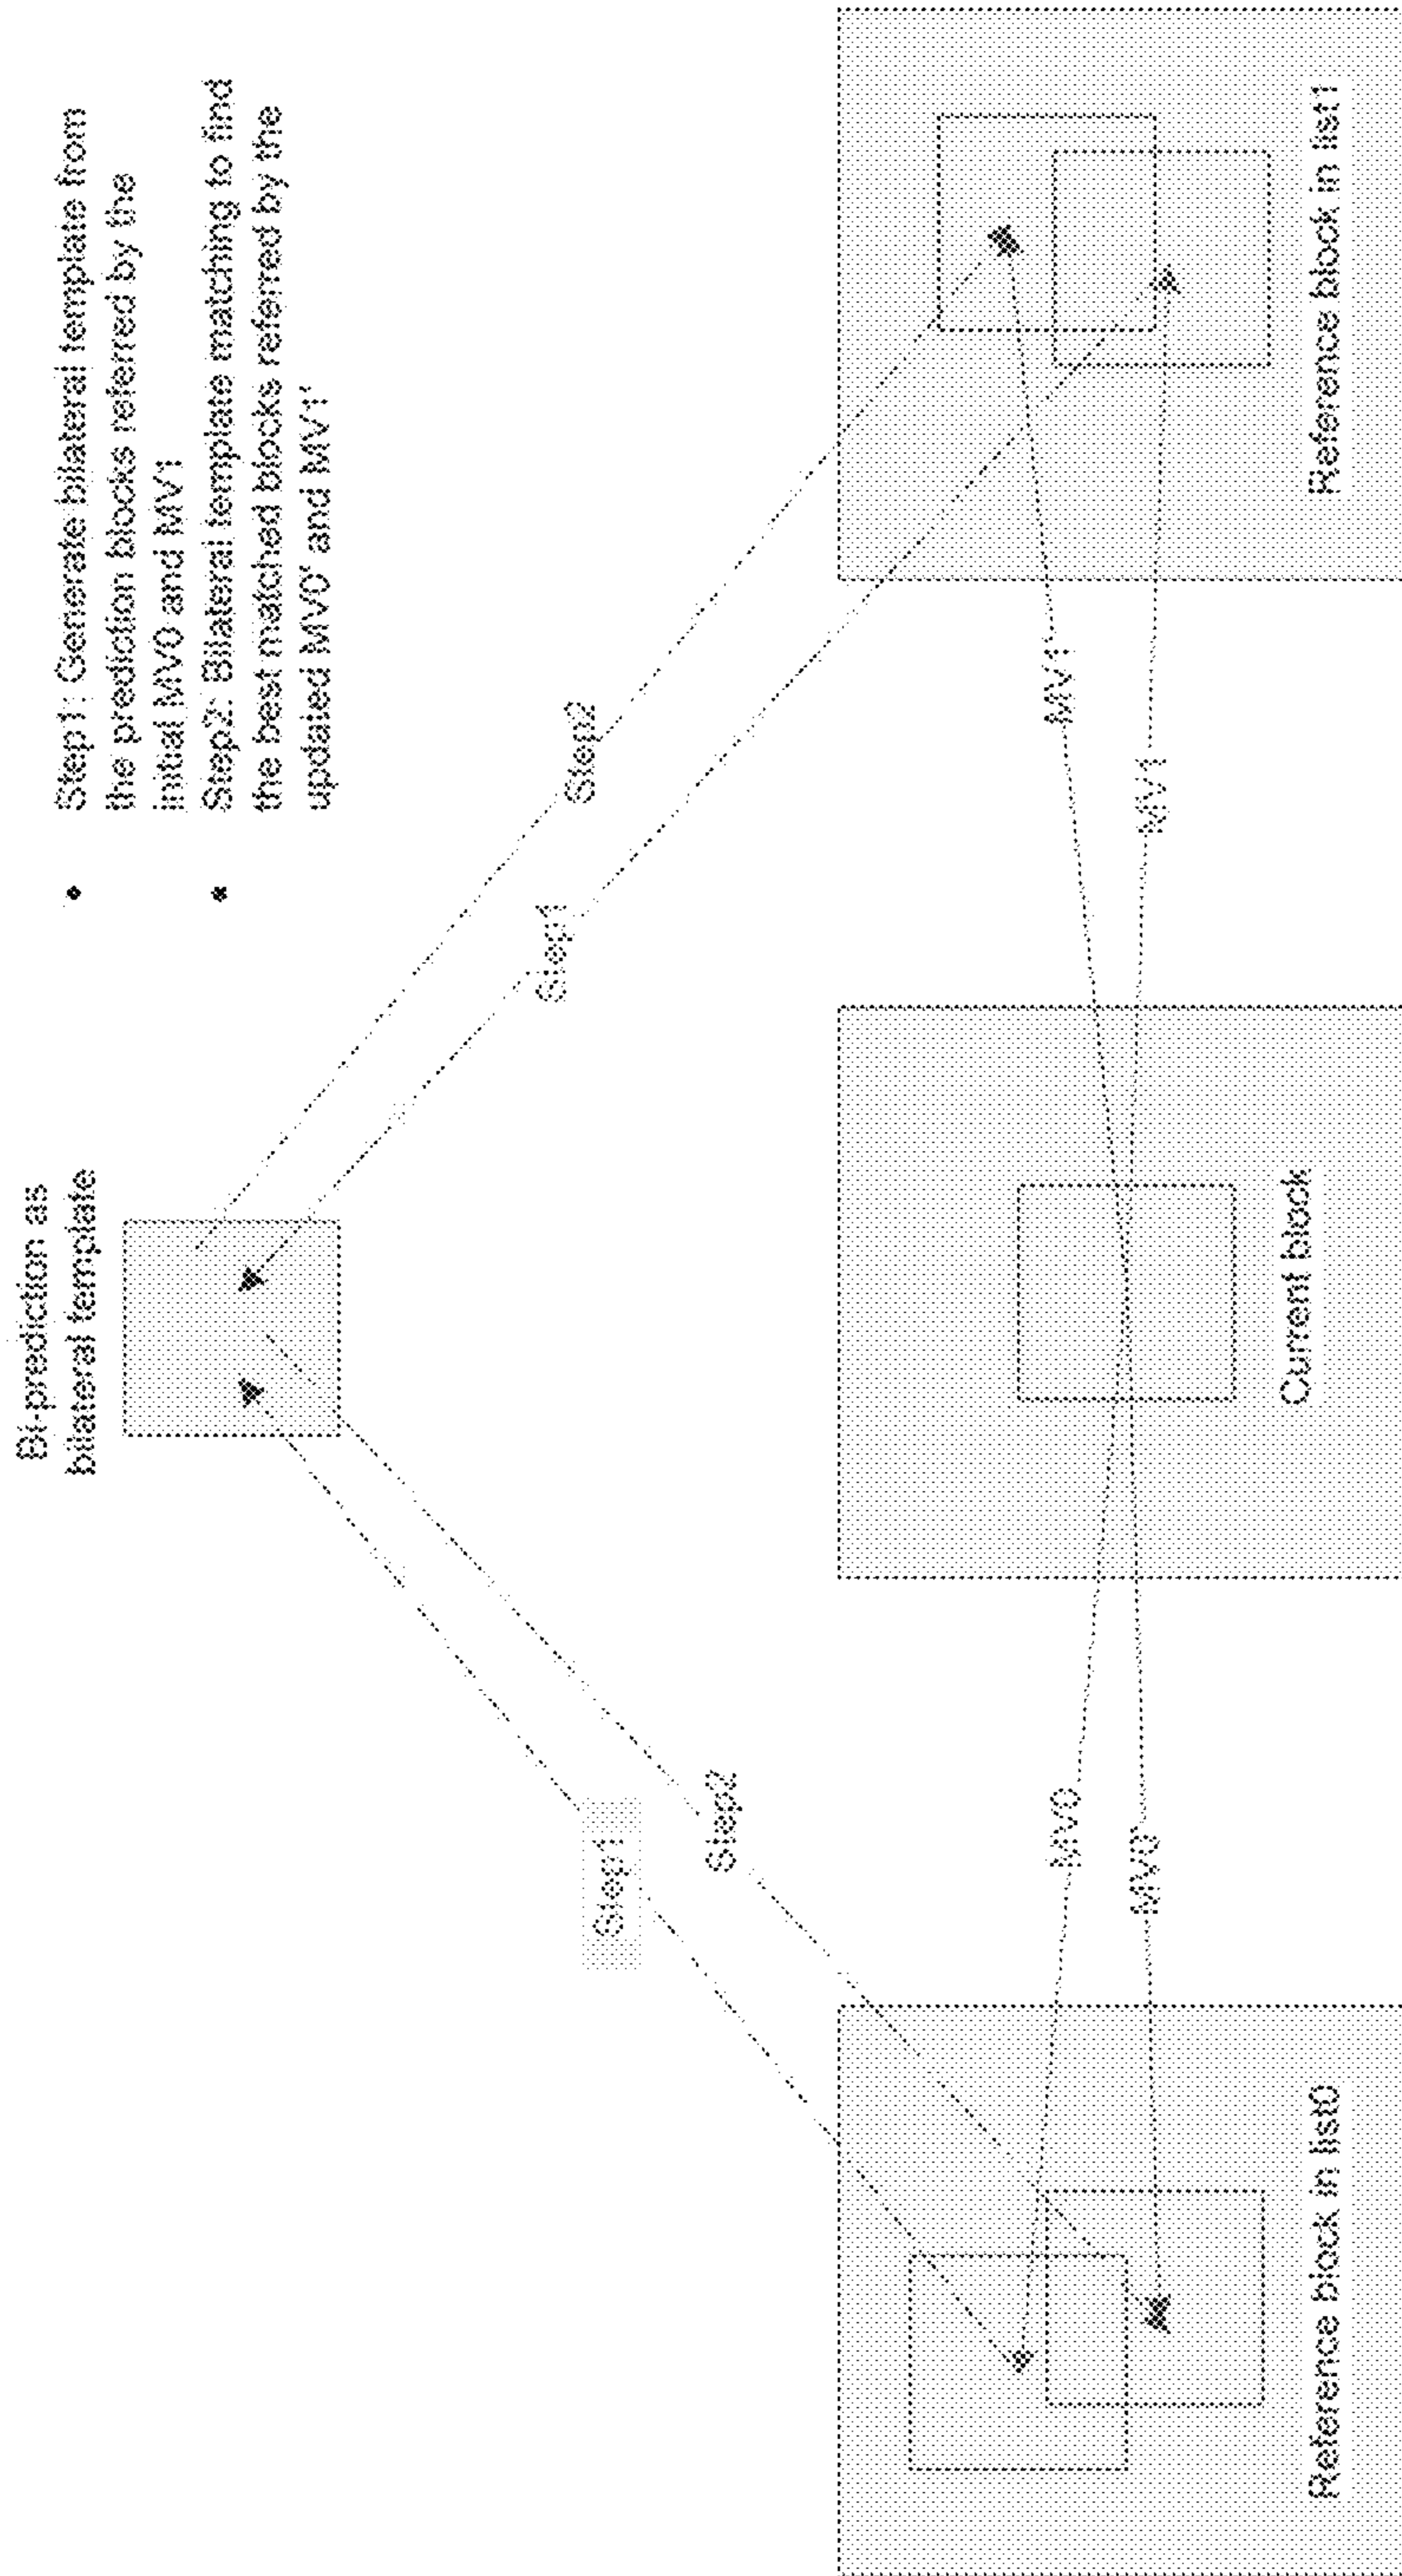 Bi-prediction as
bilateral template
• Step1: Generate bilateral template from
the prediction blocks referred by the
initial MV0 and MV1
• Step2: Bilateral template matching to find
the best matched blocks referred by the
updated MV0' and MV1'
Step1
Step2
Step1
Step2
MV0
MV0'
MV1'
MV1
Reference block in list0
Current block
Reference block in list1